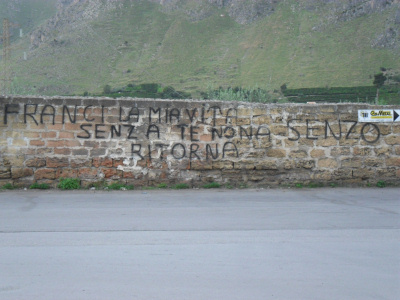 FRANCI LA MIA VITA
SENZA TE NON A SENZO
RITORNA